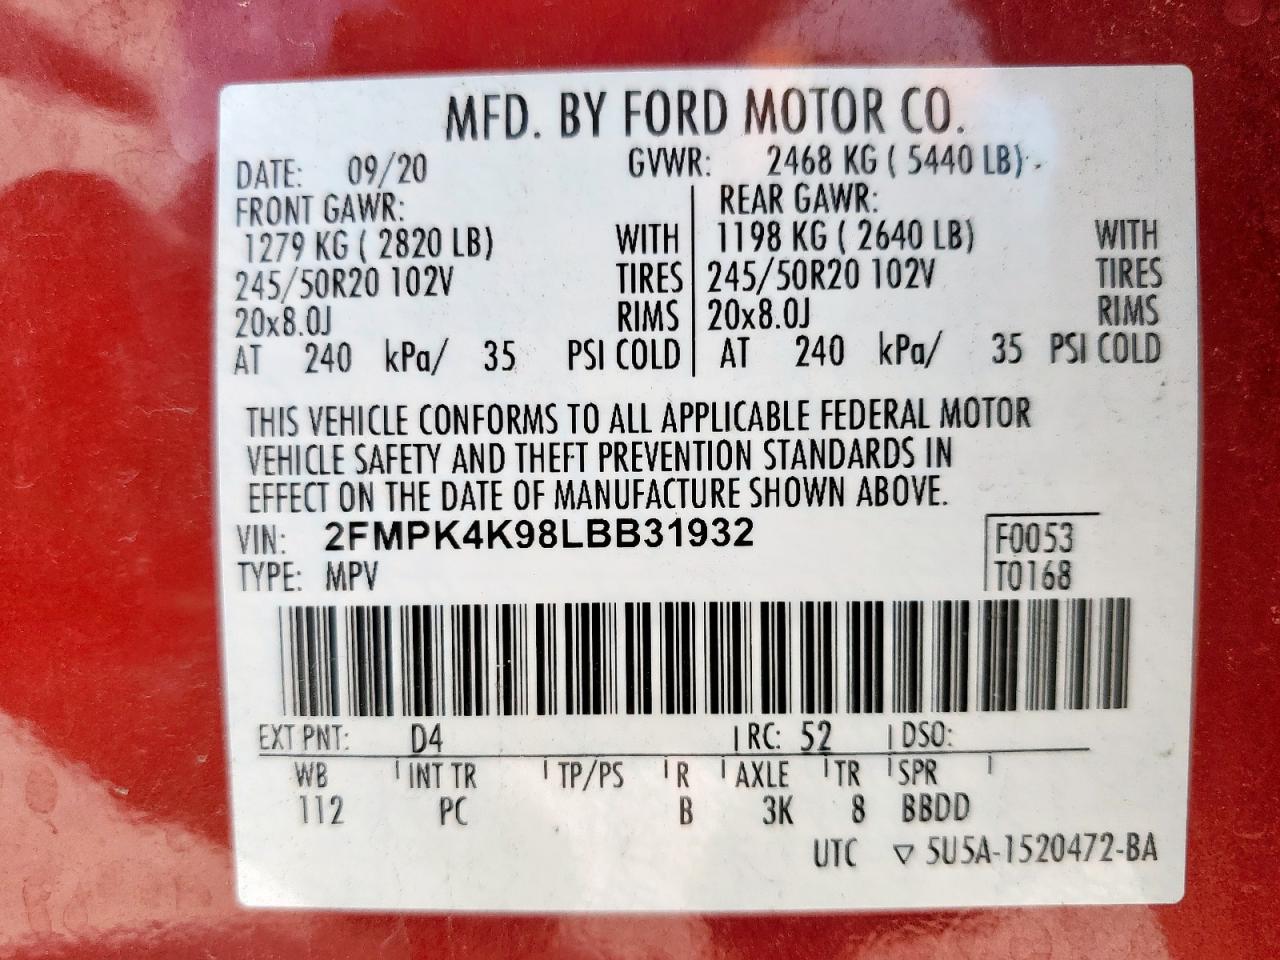 MFD. BY FORD MOTOR CO.
DATE: 09/20 GVWR: 2468 KG ( 5440 LB)
FRONT GAWR: REAR GAWR:
1279 KG ( 2820 LB) WITH 1198 KG ( 2640 LB) WITH
245/50R20 102V TIRES 245/50R20 102V TIRES
20x8.0J RIMS 20x8.0J RIMS
AT 240 kPa/ 35 PSI COLD AT 240 kPa/ 35 PSI COLD
THIS VEHICLE CONFORMS TO ALL APPLICABLE FEDERAL MOTOR
VEHICLE SAFETY AND THEFT PREVENTION STANDARDS IN
EFFECT ON THE DATE OF MANUFACTURE SHOWN ABOVE.
VIN: 2FMPK4K98LBB31932 F0053
TYPE: MPV T0168
EXT PNT: D4 RC: 52 DSO:
WB INT TR TP/PS R AXLE TR SPR
112 PC B 3K 8 BBDD
UTC ▽ 5U5A-1520472-BA